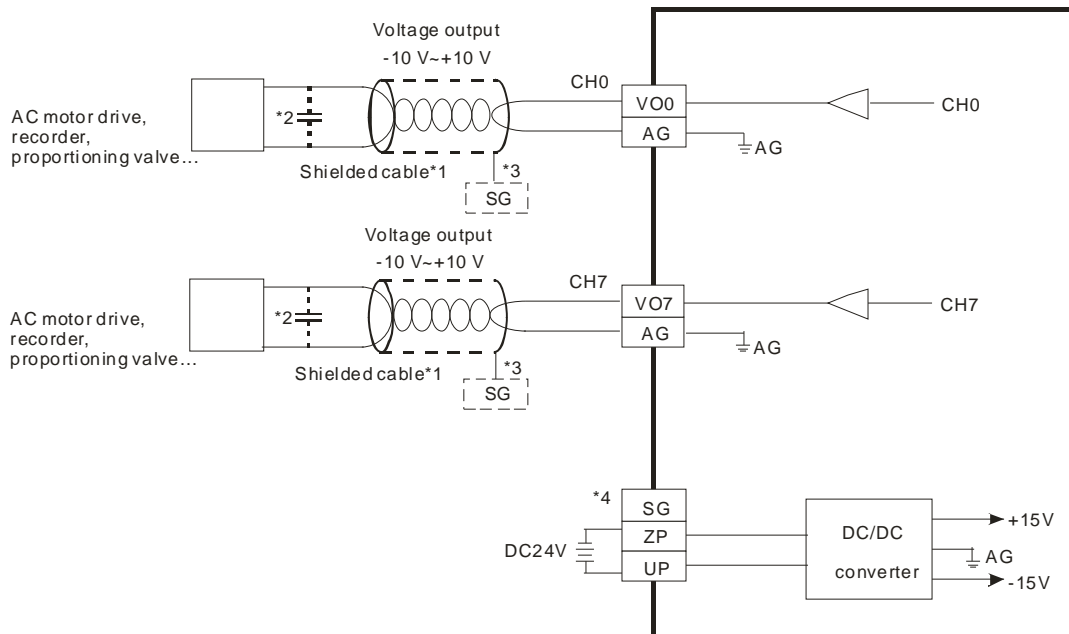 Voltage output
-10 V~+10 V
CH0
VO0
CH0
*2
AC motor drive,
recorder,
proportioning valve...
AG
AG
Shielded cable*1
*3
SG
Voltage output
-10 V~+10 V
CH7
VO7
CH7
*2
AC motor drive,
recorder,
proportioning valve...
AG
AG
Shielded cable*1
*3
SG
*4
SG
ZP
UP
DC24V
DC/DC
converter
+15V
AG
-15V